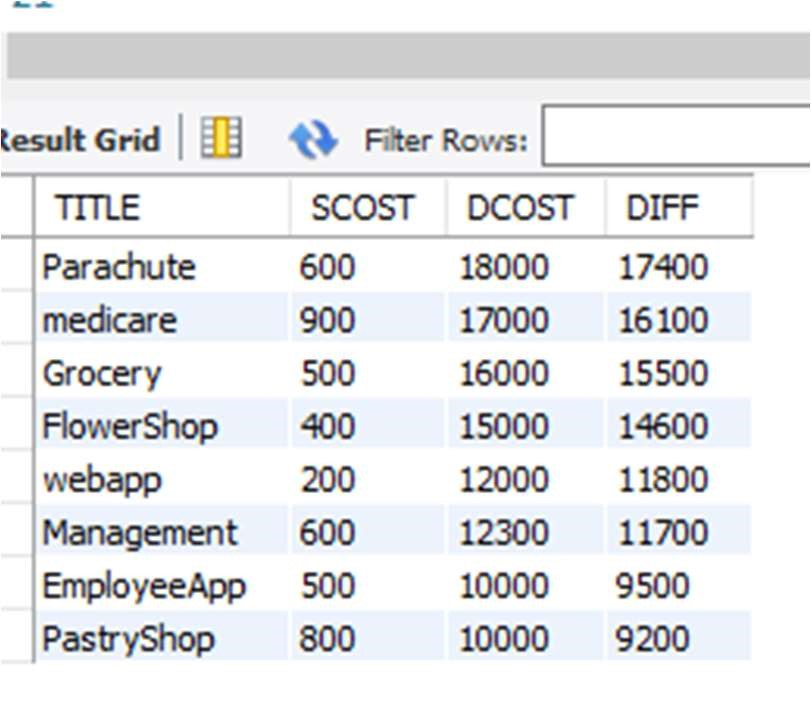 Result Grid Filter Rows:
TITLE SCOST DCOST DIFF
Parachute 600 18000 17400
medicare 900 17000 16100
Grocery 500 16000 15500
FlowerShop 400 15000 14600
webapp 200 12000 11800
Management 600 12300 11700
EmployeeApp 500 10000 9500
PastryShop 800 10000 9200